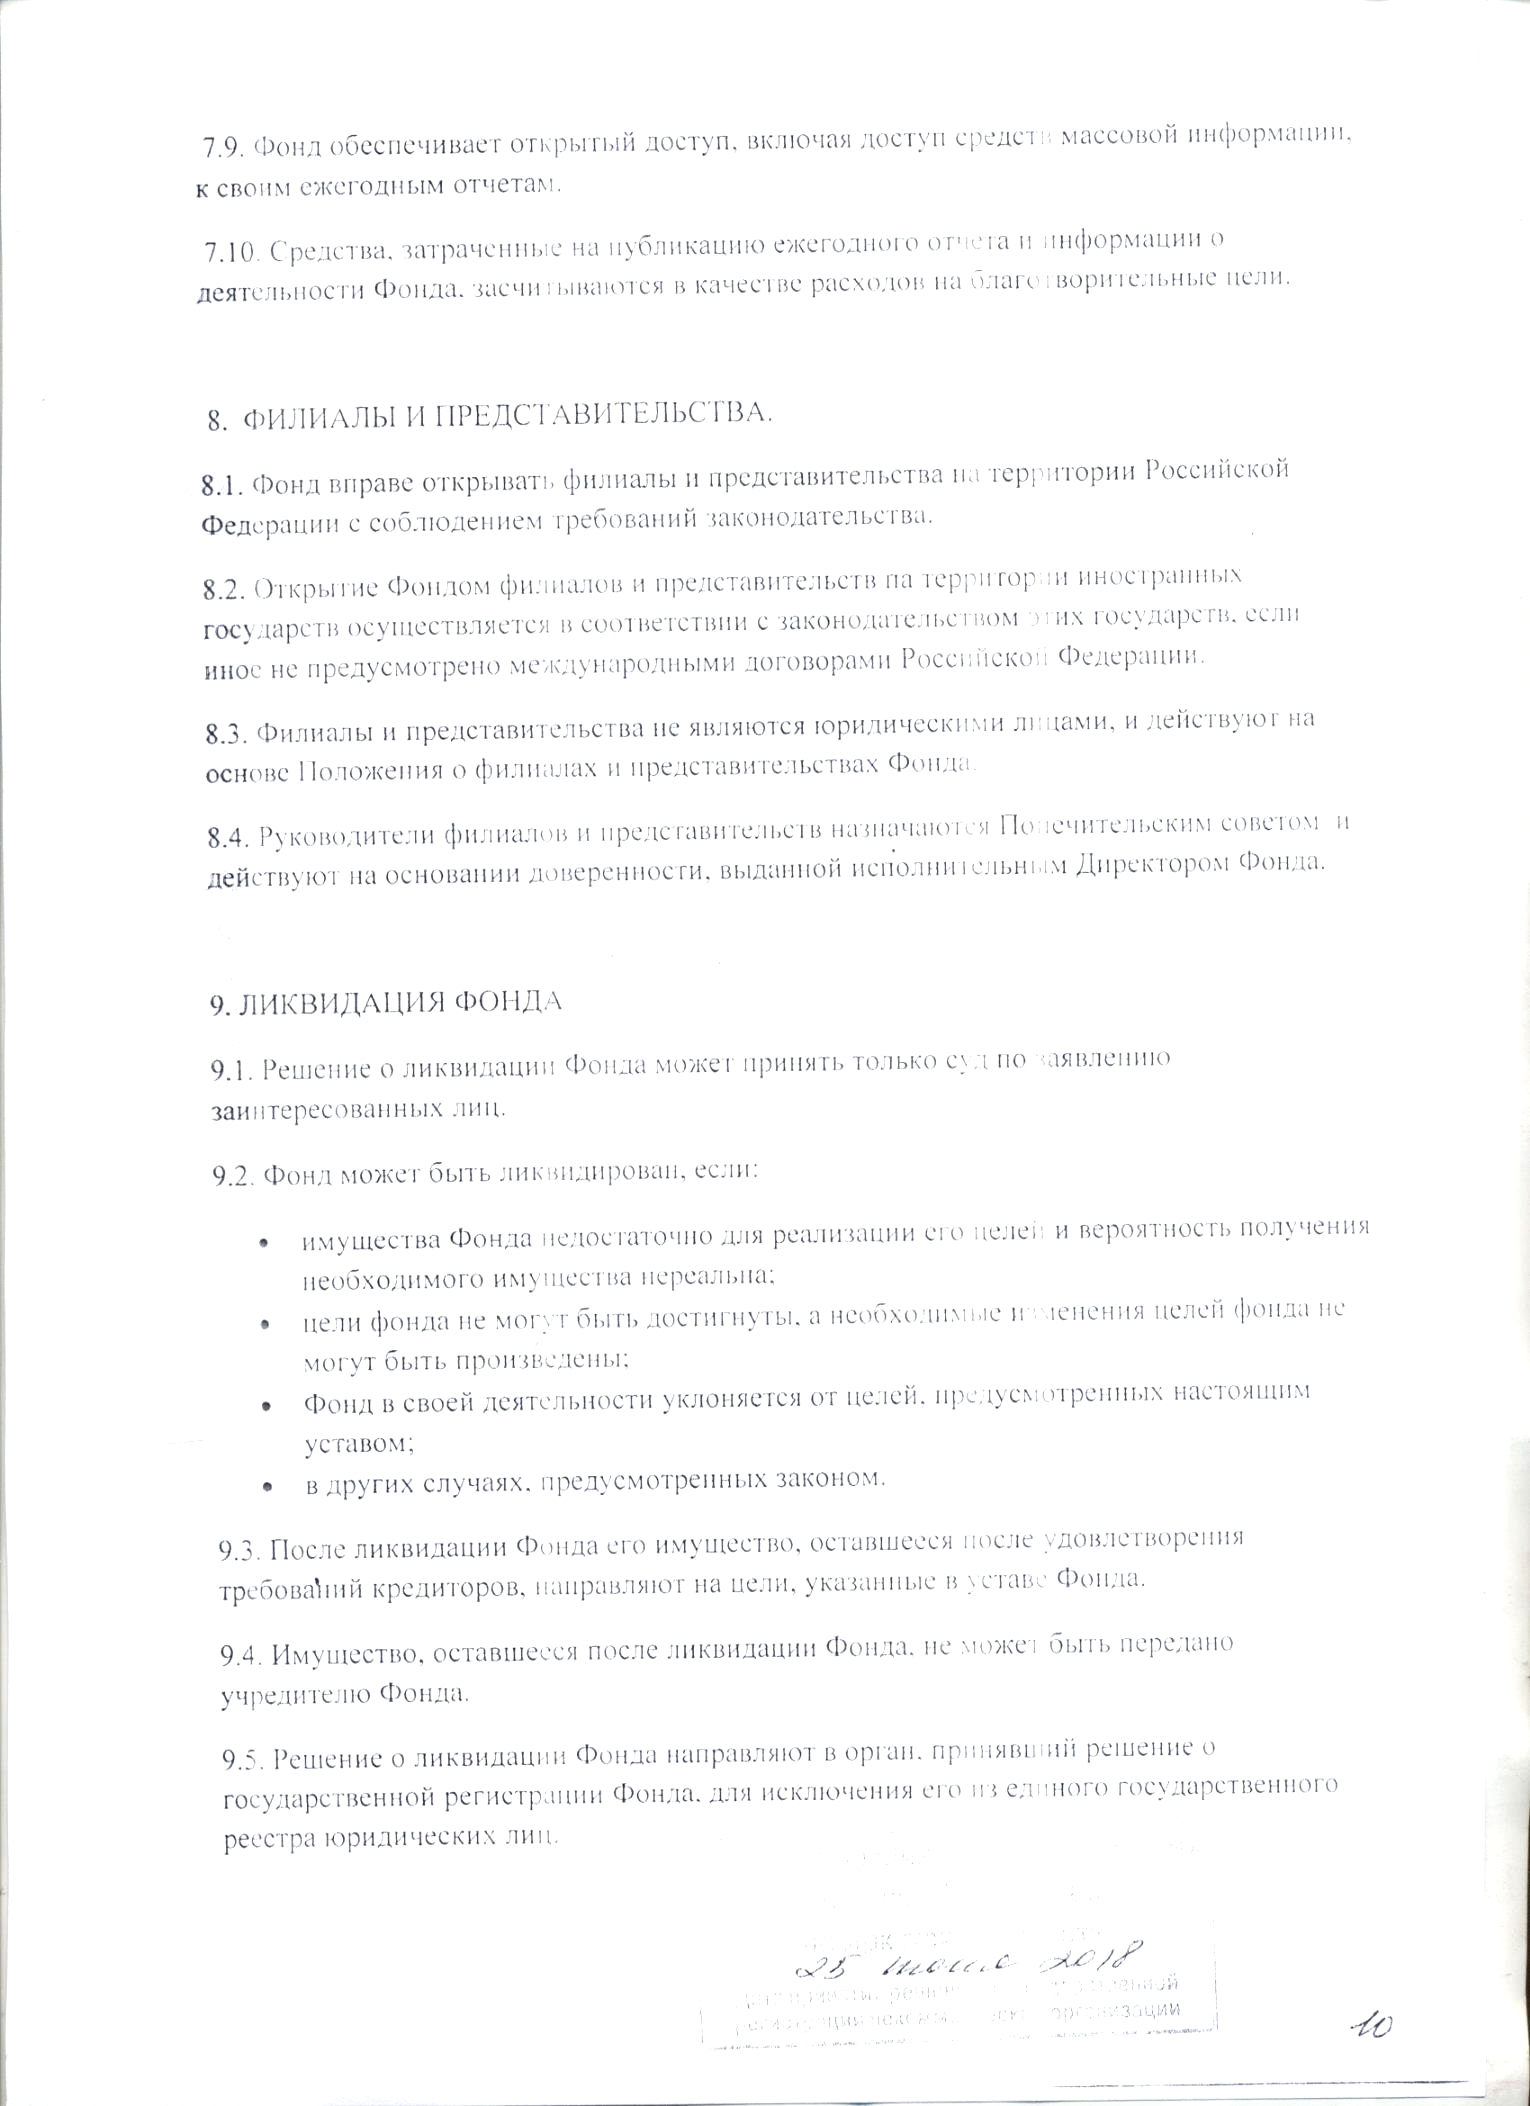 7.9. Фонд обеспечивает открытый доступ, включая доступ средств массовой информации,
к своим ежегодным отчетам.
7.10. Средства, затраченные на публикацию ежегодного отчета и информации о
деятельности Фонда, засчитываются в качестве расходов на благотворительные цели.
8. ФИЛИАЛЫ И ПРЕДСТАВИТЕЛЬСТВА.
8.1. Фонд вправе открывать филиалы и представительства на территории Российской
Федерации с соблюдением требований законодательства.
8.2. Открытие Фондом филиалов и представительств на территории иностранных
государств осуществляется в соответствии с законодательством этих государств, если
иное не предусмотрено международными договорами Российской Федерации.
8.3. Филиалы и представительства не являются юридическими лицами, и действуют на
основе Положения о филиалах и представительствах Фонда.
8.4. Руководители филиалов и представительств назначаются Попечительским советом и
действуют на основании доверенности, выданной исполнительным Директором Фонда.
9. ЛИКВИДАЦИЯ ФОНДА
9.1. Решение о ликвидации Фонда может принять только суд по заявлению
заинтересованных лиц.
9.2. Фонд может быть ликвидирован, если:
• имущества Фонда недостаточно для реализации его целей и вероятность получения
необходимого имущества нереальна;
• цели фонда не могут быть достигнуты, а необходимые изменения целей фонда не
могут быть произведены;
• Фонд в своей деятельности уклоняется от целей, предусмотренных настоящим
уставом;
• в других случаях, предусмотренных законом.
9.3. После ликвидации Фонда его имущество, оставшееся после удовлетворения
требований кредиторов, направляют на цели, указанные в уставе Фонда.
9.4. Имущество, оставшееся после ликвидации Фонда, не может быть передано
учредителю Фонда.
9.5. Решение о ликвидации Фонда направляют в орган, принявший решение о
государственной регистрации Фонда, для исключения его из единого государственного
реестра юридических лиц.
25 июня 2018
регистрации организации
10